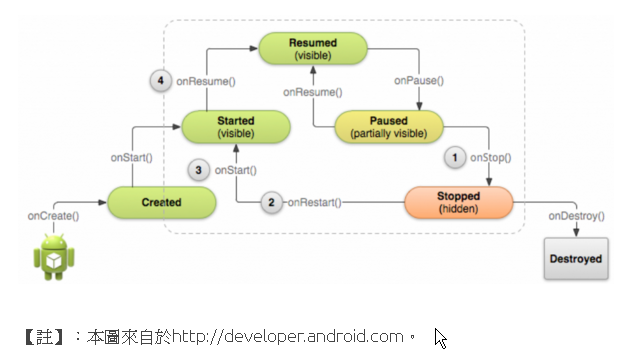 Resumed
(visible)
4
onResume()
onResume()
onPause()
Started
(visible)
Paused
(partially visible)
onStart()
3
onStart()
1
onStop()
Created
2
onRestart()
Stopped
(hidden)
onCreate()
onDestroy()
Destroyed
【註】：本圖來自於http://developer.android.com。